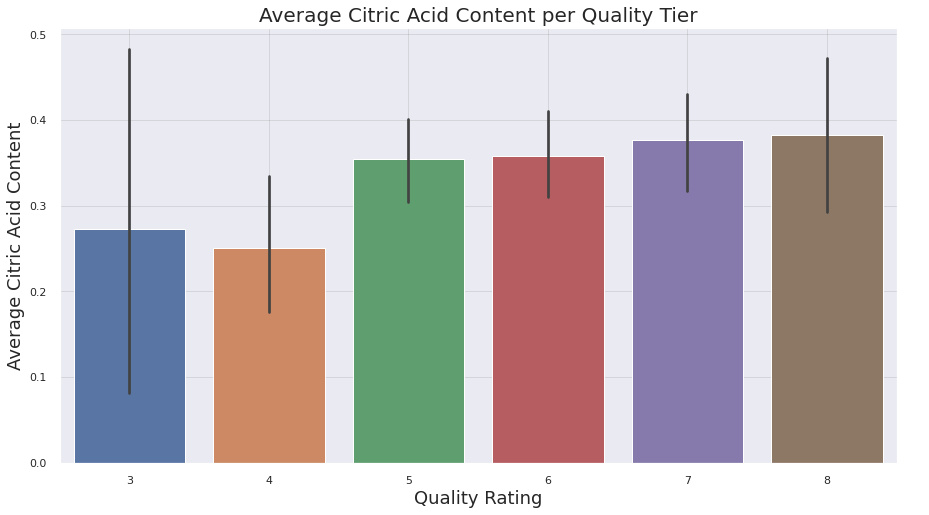 Average Citric Acid Content per Quality Tier
Average Citric Acid Content
0.5
0.4
0.3
0.2
0.1
0.0
3 4 5 6 7 8
Quality Rating